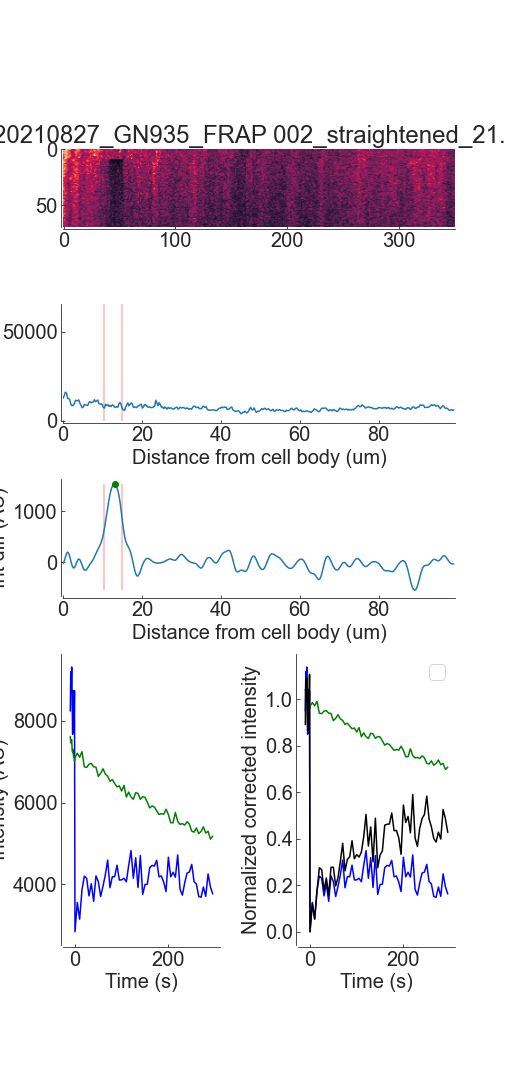 20210827_GN935_FRAP 002_straightened_21.
0
50
0 100 200 300
50000
0
0 20 40 60 80
Distance from cell body (um)
1000
0
0 20 40 60 80
Distance from cell body (um)
8000
6000
4000
0 200
Time (s)
Normalized corrected intensity
1.0
0.8
0.6
0.4
0.2
0.0
0 200
Time (s)